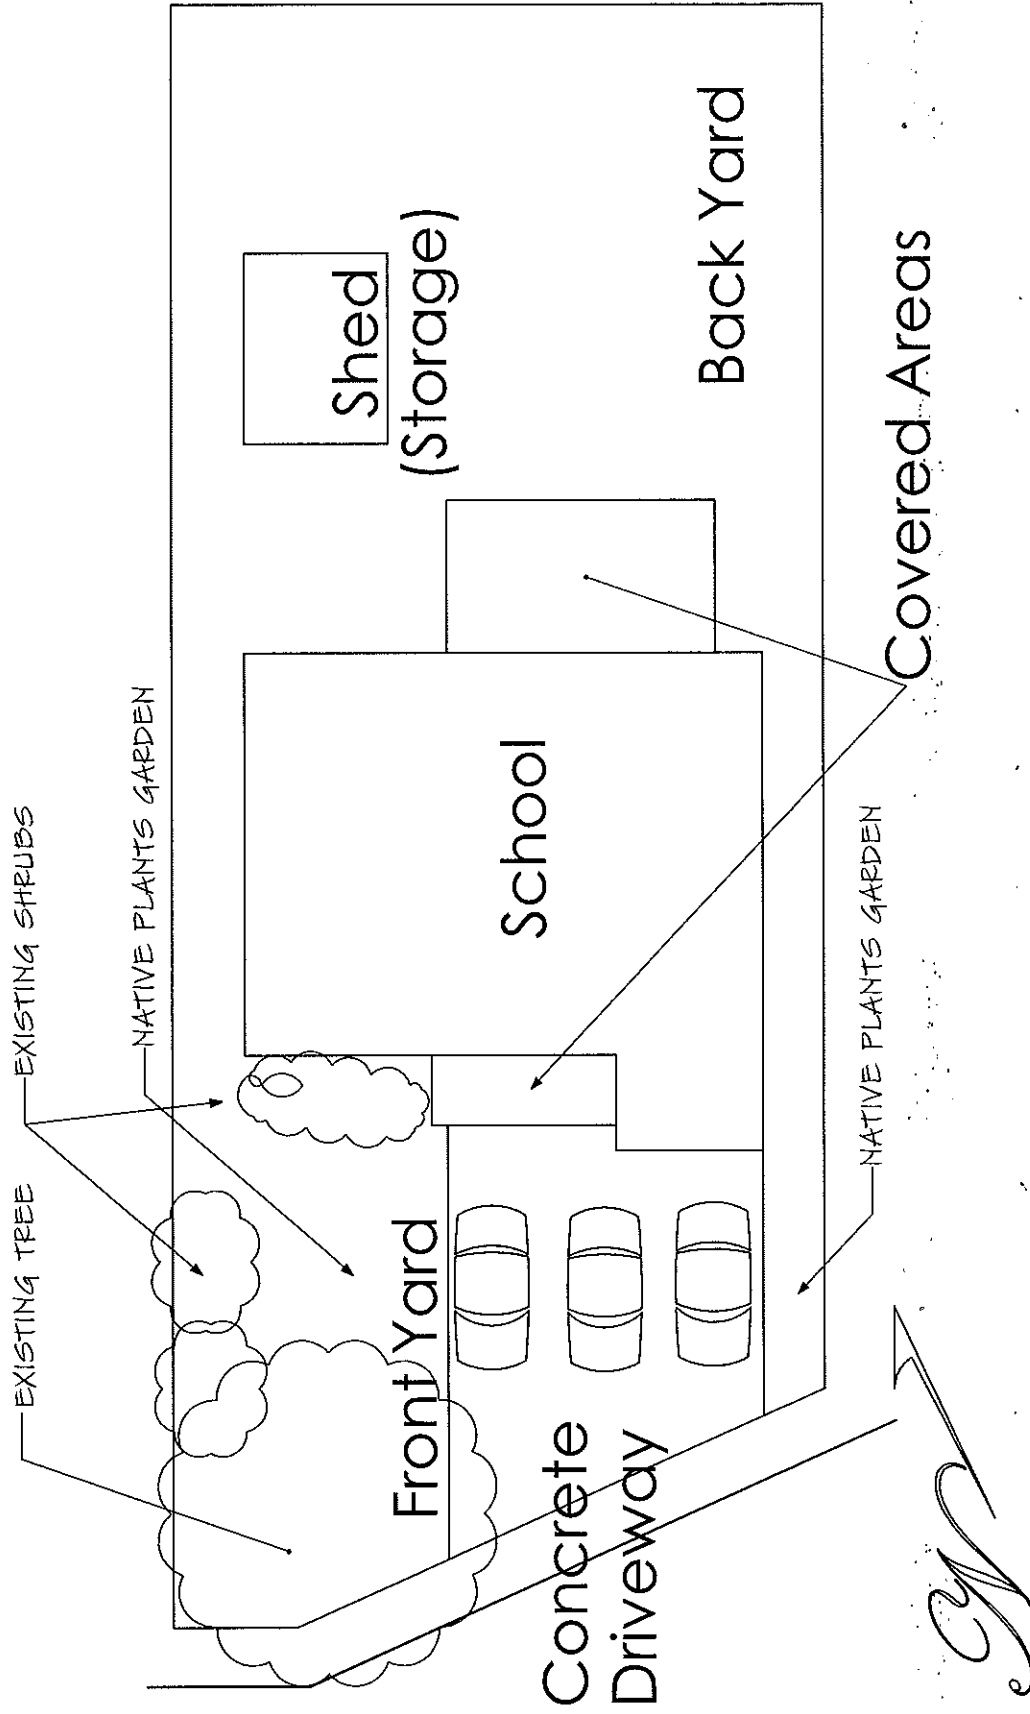 EXISTING TREE
EXISTING SHRUBS
NATIVE PLANTS GARDEN
Shed
(Storage)
Front Yard
School
Back Yard
Concrete
Driveway
NATIVE PLANTS GARDEN
Covered Areas
N